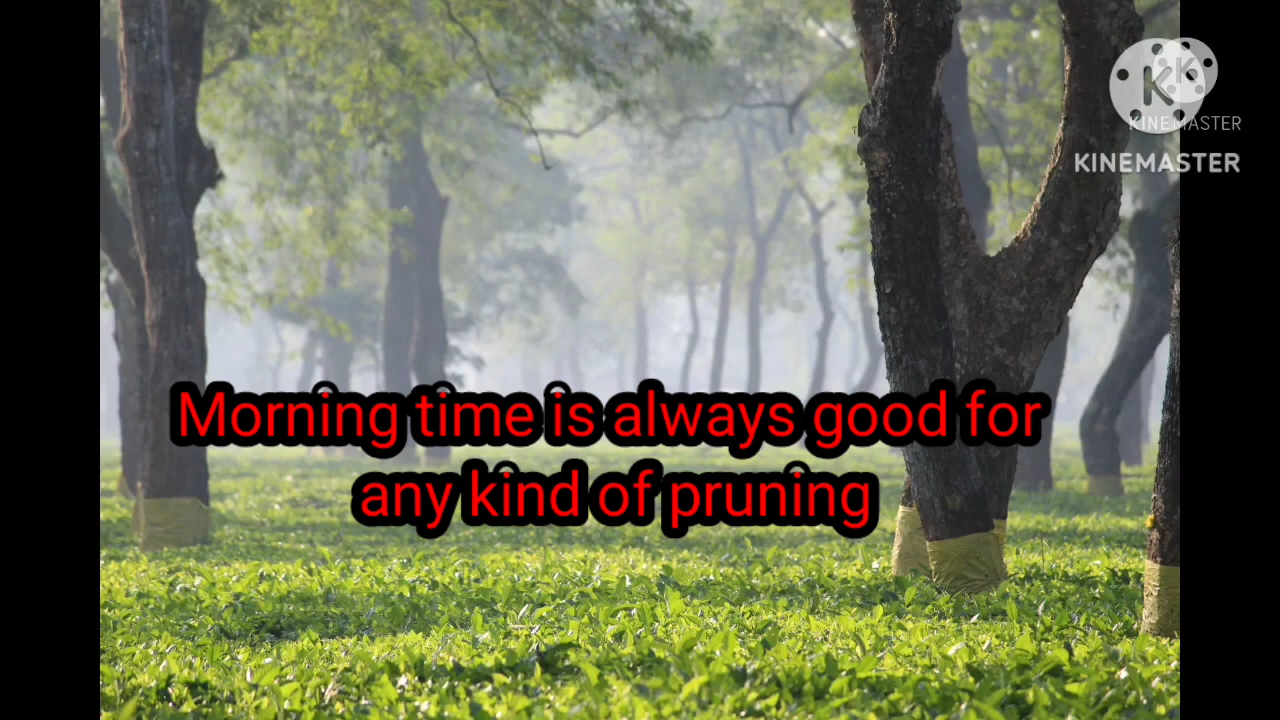 K
K
KINEMASTER
KINEMASTER
Morning time is always good for
any kind of pruning